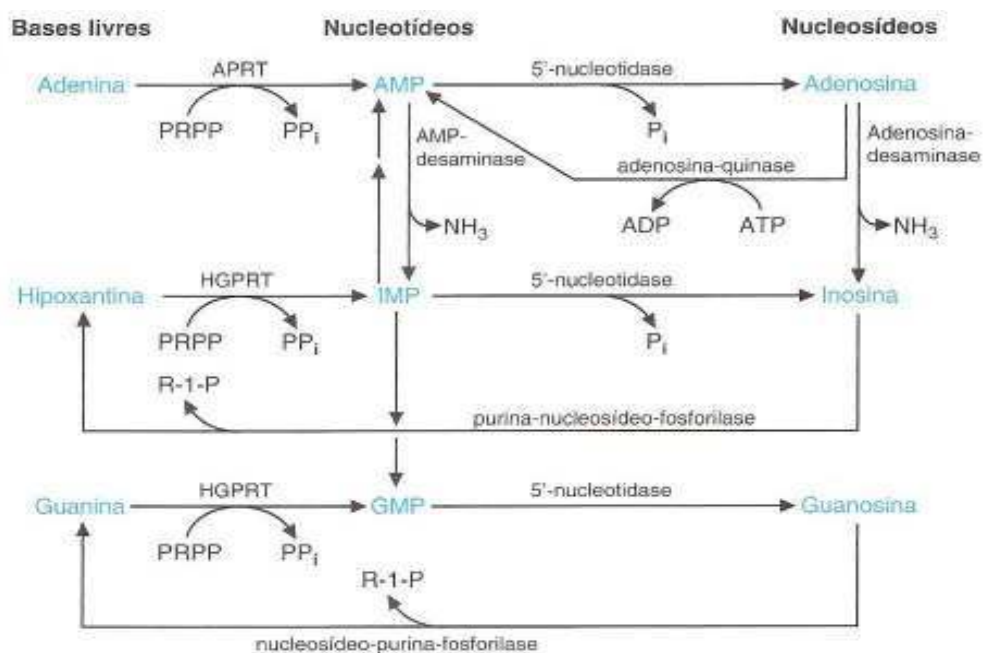 Bases livres Nucleotídeos Nucleosídeos
Adenina APRT AMP 5'-nucleotidase Adenosina
PRPP PPi Pi
AMP-desaminase
Adenosina-desaminase
adenosina-quinase
NH3 ADP ATP NH3
Hipoxantina HGPRT IMP 5'-nucleotidase Inosina
PRPP PPi Pi
R-1-P
purina-nucleosídeo-fosforilase
Guanina HGPRT GMP 5'-nucleotidase Guanosina
PRPP PPi
R-1-P
nucleosídeo-purina-fosforilase